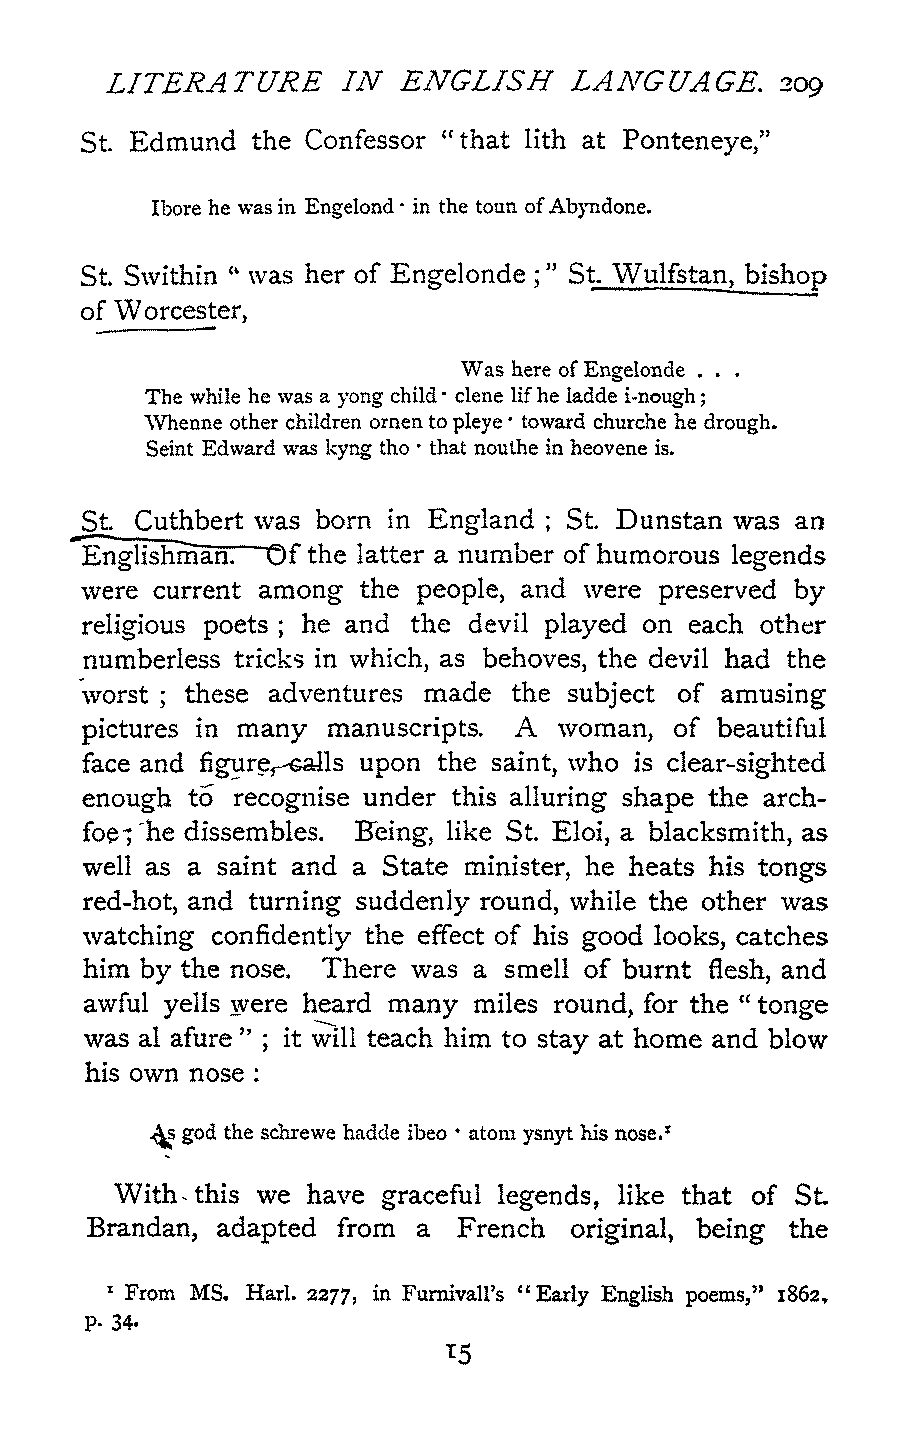 LITERATURE IN ENGLISH LANGUAGE. 209
St. Edmund the Confessor "that lith at Ponteneye,"
Ibore he was in Engelond · in the toun of Abyndone.
St. Swithin " was her of Engelonde ;" St. Wulfstan, bishop
of Worcester,
Was here of Engelonde . . .
The while he was a yong child · clene lif he ladde i-nough ;
Whenne other children ornen to pleye · toward churche he drough.
Seint Edward was kyng tho · that nouthe in heovene is.
St. Cuthbert was born in England ; St. Dunstan was an
Englishman. Of the latter a number of humorous legends
were current among the people, and were preserved by
religious poets ; he and the devil played on each other
numberless tricks in which, as behoves, the devil had the
worst ; these adventures made the subject of amusing
pictures in many manuscripts. A woman, of beautiful
face and figure, calls upon the saint, who is clear-sighted
enough to recognise under this alluring shape the arch-
foe ; he dissembles. Being, like St. Eloi, a blacksmith, as
well as a saint and a State minister, he heats his tongs
red-hot, and turning suddenly round, while the other was
watching confidently the effect of his good looks, catches
him by the nose. There was a smell of burnt flesh, and
awful yells were heard many miles round, for the " tonge
was al afure " ; it will teach him to stay at home and blow
his own nose :
As god the schrewe hadde ibeo · atom ysnyt his nose.¹
With this we have graceful legends, like that of St.
Brandan, adapted from a French original, being the
¹ From MS. Harl. 2277, in Furnivall's "Early English poems," 1862,
p. 34.
15